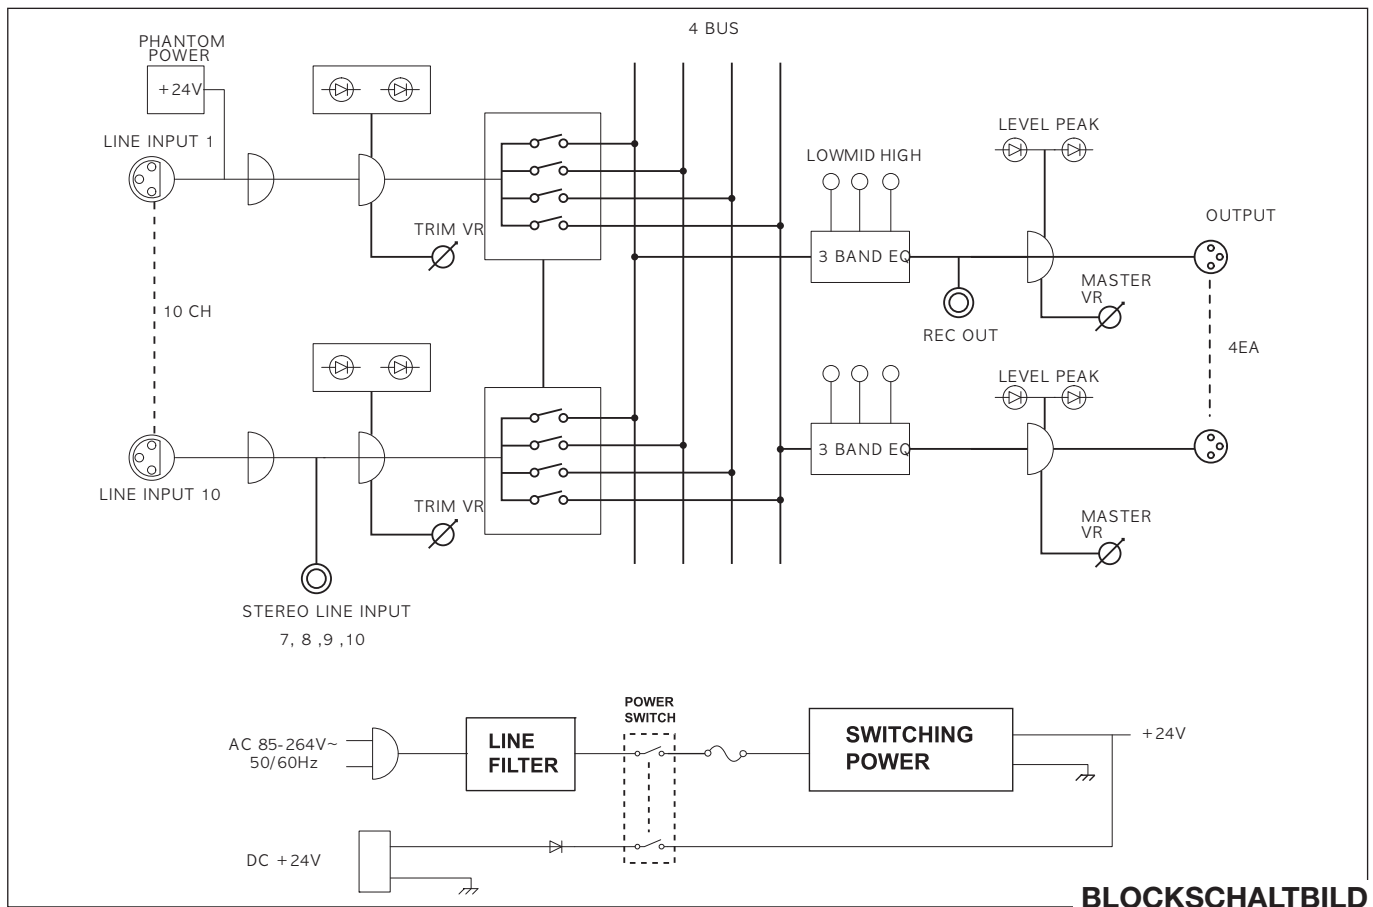 4 BUS
PHANTOM
POWER
+24V
LINE INPUT 1
TRIM VR
10 CH
LOWMID HIGH
3 BAND EQ
LEVEL PEAK
OUTPUT
MASTER
VR
REC OUT
4EA
LEVEL PEAK
3 BAND EQ
MASTER
VR
LINE INPUT 10
TRIM VR
STEREO LINE INPUT
7, 8 ,9 ,10
POWER
SWITCH
AC 85-264V~
50/60Hz
LINE
FILTER
SWITCHING
POWER
+24V
DC +24V
BLOCKSCHALTBILD